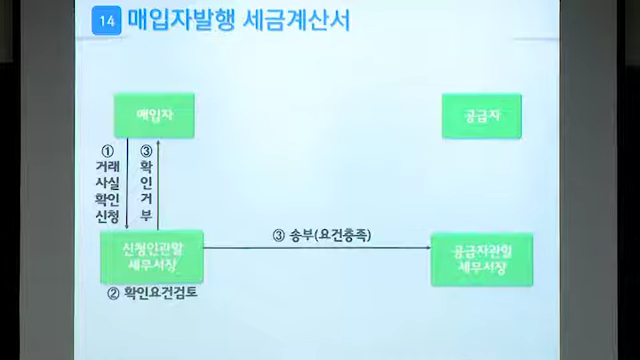 14 매입자발행 세금계산서
매입자
공급자
①
거래
사실
확인
신청
③
확
인
거
부
③ 송부(요건충족)
신청인관할
세무서장
공급자관할
세무서장
② 확인요건검토